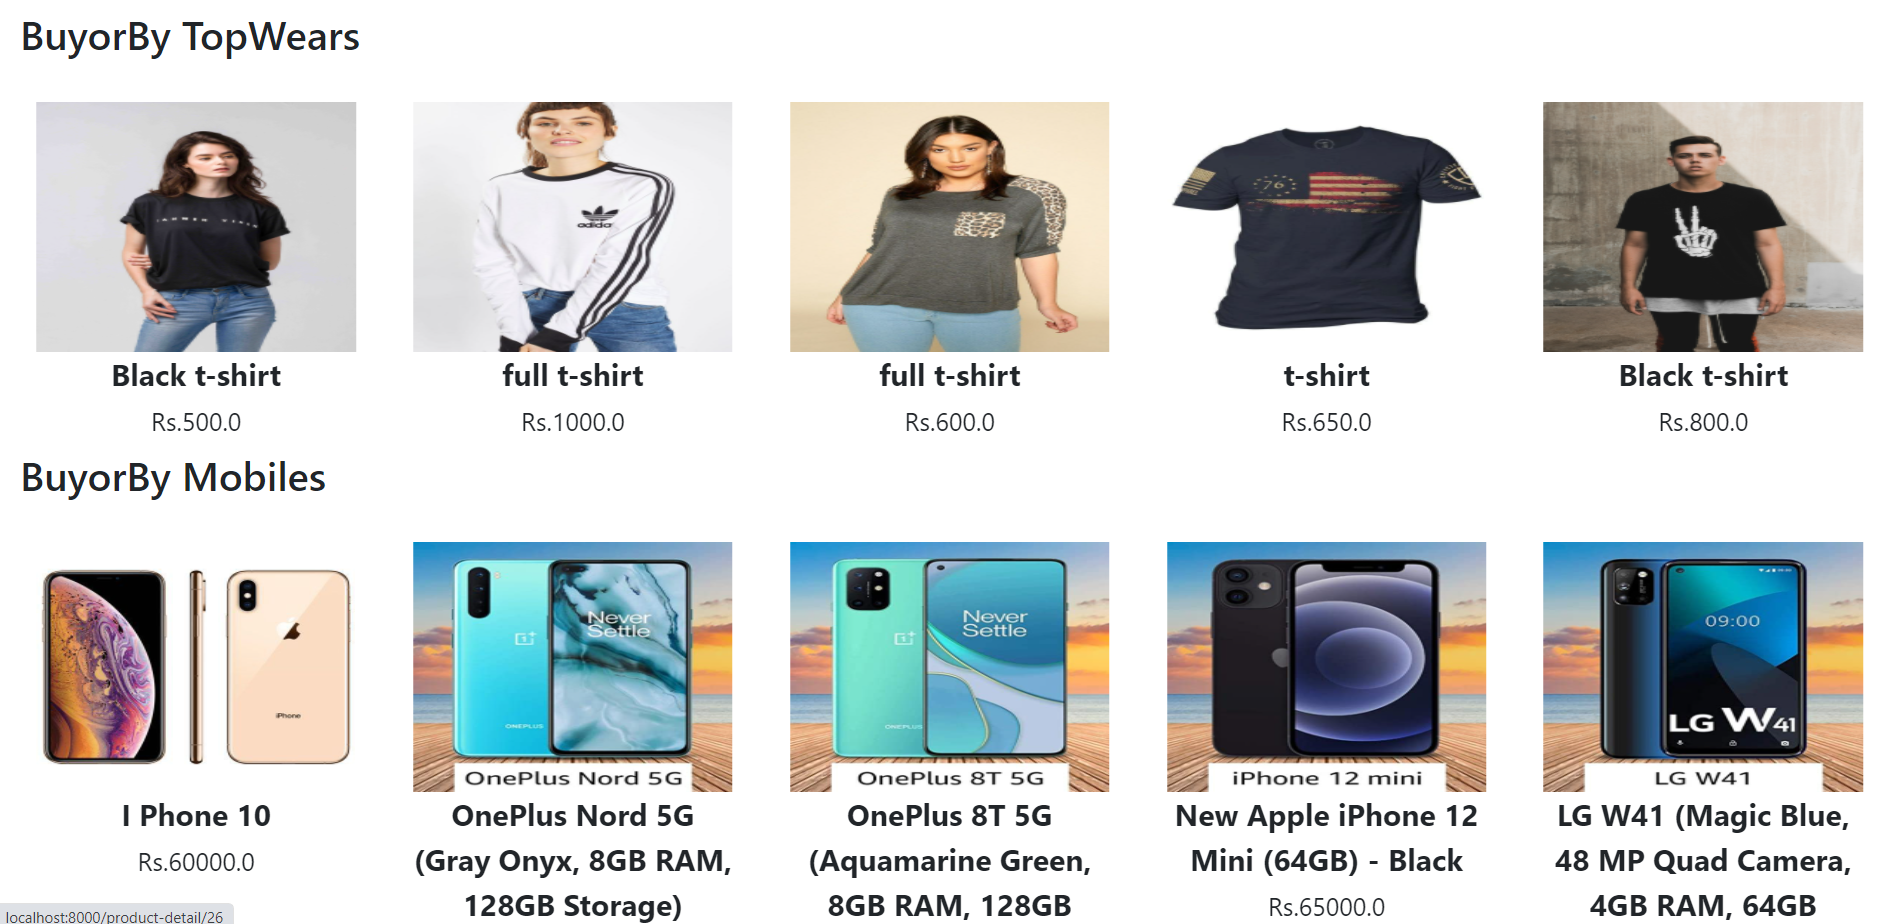 BuyorBy TopWears
adidas
76
Black t-shirt
full t-shirt
full t-shirt
t-shirt
Black t-shirt
Rs.500.0
Rs.1000.0
Rs.600.0
Rs.650.0
Rs.800.0
BuyorBy Mobiles
iPhone
Never
Settle
ONEPLUS
OnePlus Nord 5G
Never
Settle
ONEPLUS
OnePlus 8T 5G
iPhone 12 mini
09:00
LG W41
LG W41
I Phone 10
Rs.60000.0
OnePlus Nord 5G
(Gray Onyx, 8GB RAM,
128GB Storage)
OnePlus 8T 5G
(Aquamarine Green,
8GB RAM, 128GB
New Apple iPhone 12
Mini (64GB) - Black
Rs.65000.0
LG W41 (Magic Blue,
48 MP Quad Camera,
4GB RAM, 64GB
localhost:8000/product-detail/26